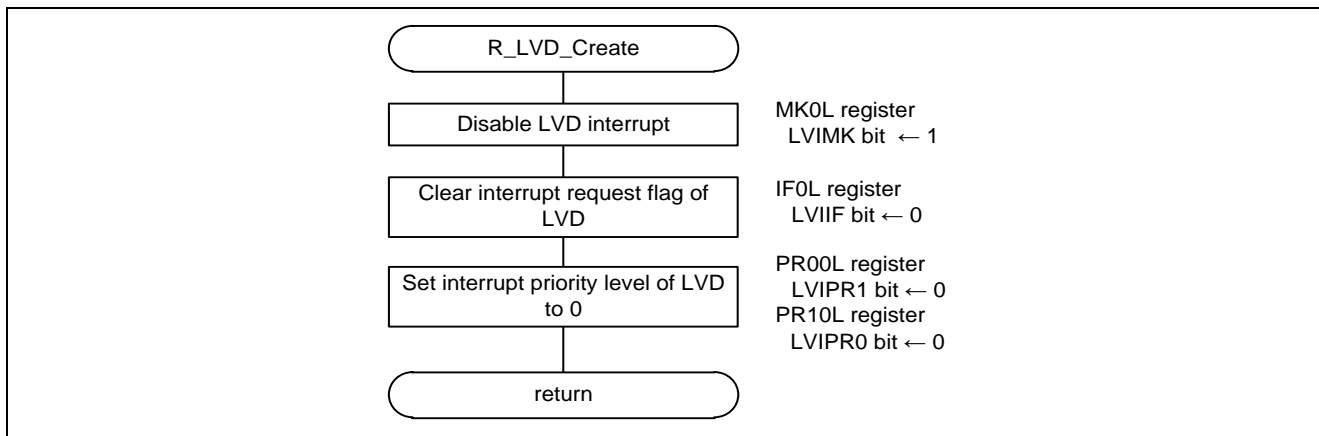 R_LVD_Create
Disable LVD interrupt
MK0L register
LVIMK bit ← 1
Clear interrupt request flag of
LVD
IF0L register
LVIIF bit ← 0
Set interrupt priority level of LVD
to 0
PR00L register
LVIPR1 bit ← 0
PR10L register
LVIPR0 bit ← 0
return